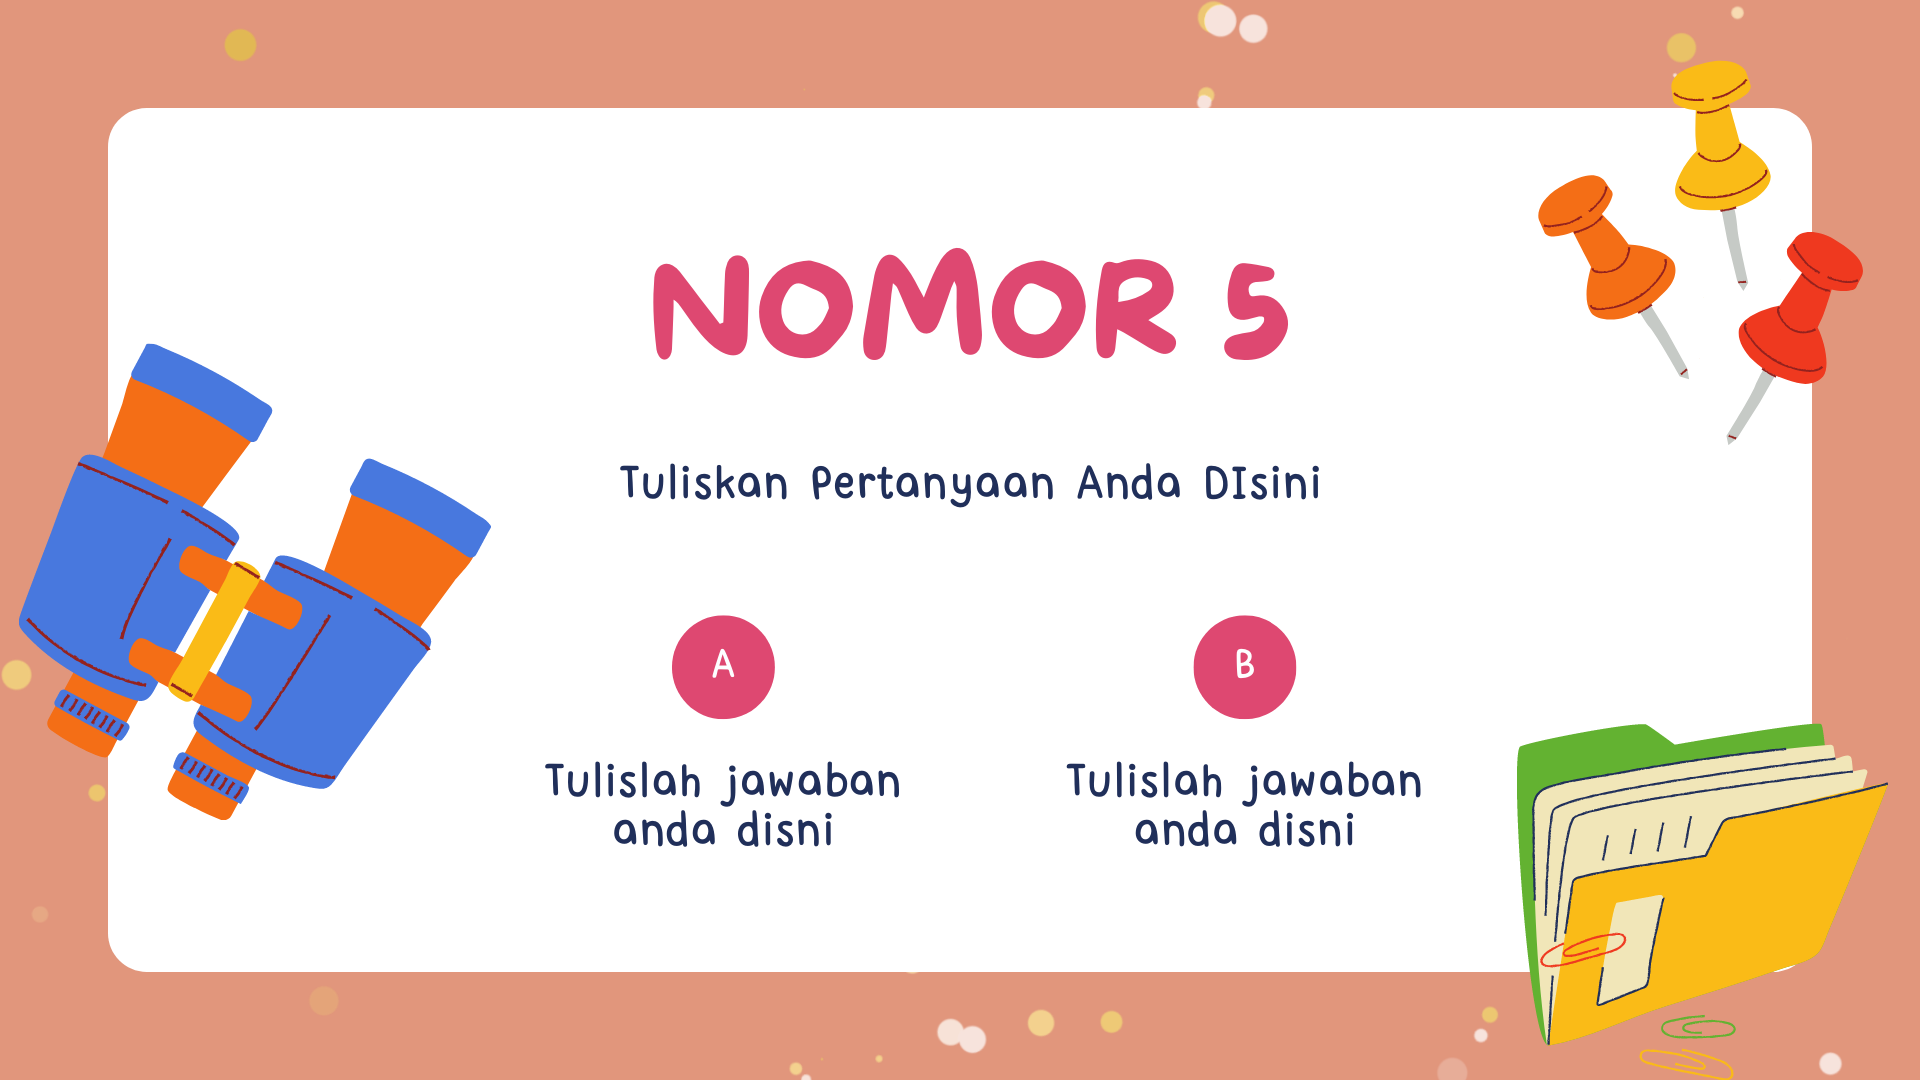 NOMOR 5
Tuliskan Pertanyaan Anda DIsini
A
B
Tulislah jawaban
anda disni
Tulislah jawaban
anda disni